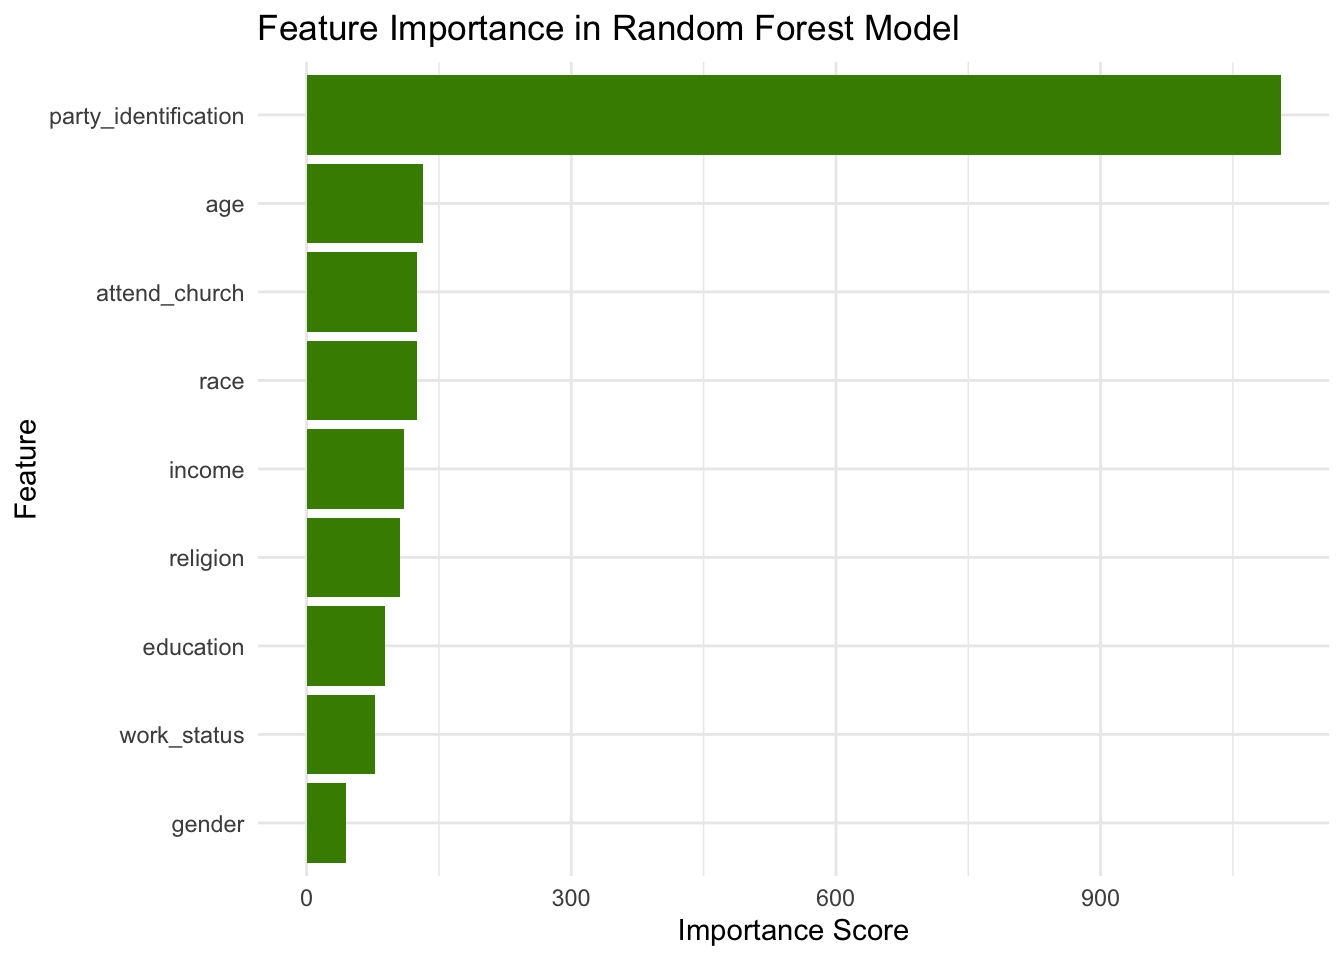 Feature Importance in Random Forest Model
party_identification
age
attend_church
race
income
religion
education
work_status
gender
Feature
0 300 600 900
Importance Score